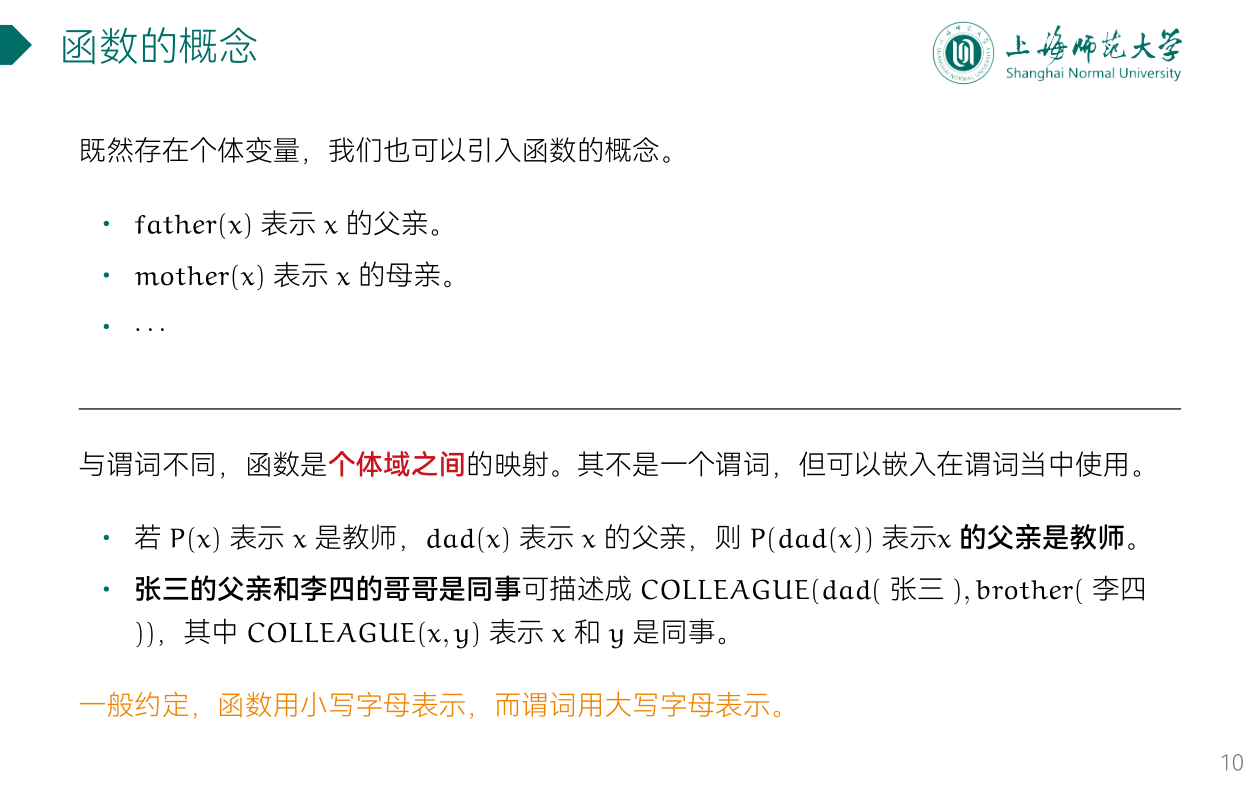 函数的概念
上海师范大学
Shanghai Normal University
既然存在个体变量，我们也可以引入函数的概念。
• father(x) 表示 x 的父亲。
• mother(x) 表示 x 的母亲。
• · · ·
与谓词不同，函数是个体域之间的映射。其不是一个谓词，但可以嵌入在谓词当中使用。
• 若 P(x) 表示 x 是教师，dad(x) 表示 x 的父亲，则 P(dad(x)) 表示x 的父亲是教师。
• 张三的父亲和李四的哥哥是同事可描述成 COLLEAGUE(dad( 张三 ), brother( 李四
))，其中 COLLEAGUE(x, y) 表示 x 和 y 是同事。
一般约定，函数用小写字母表示，而谓词用大写字母表示。
10